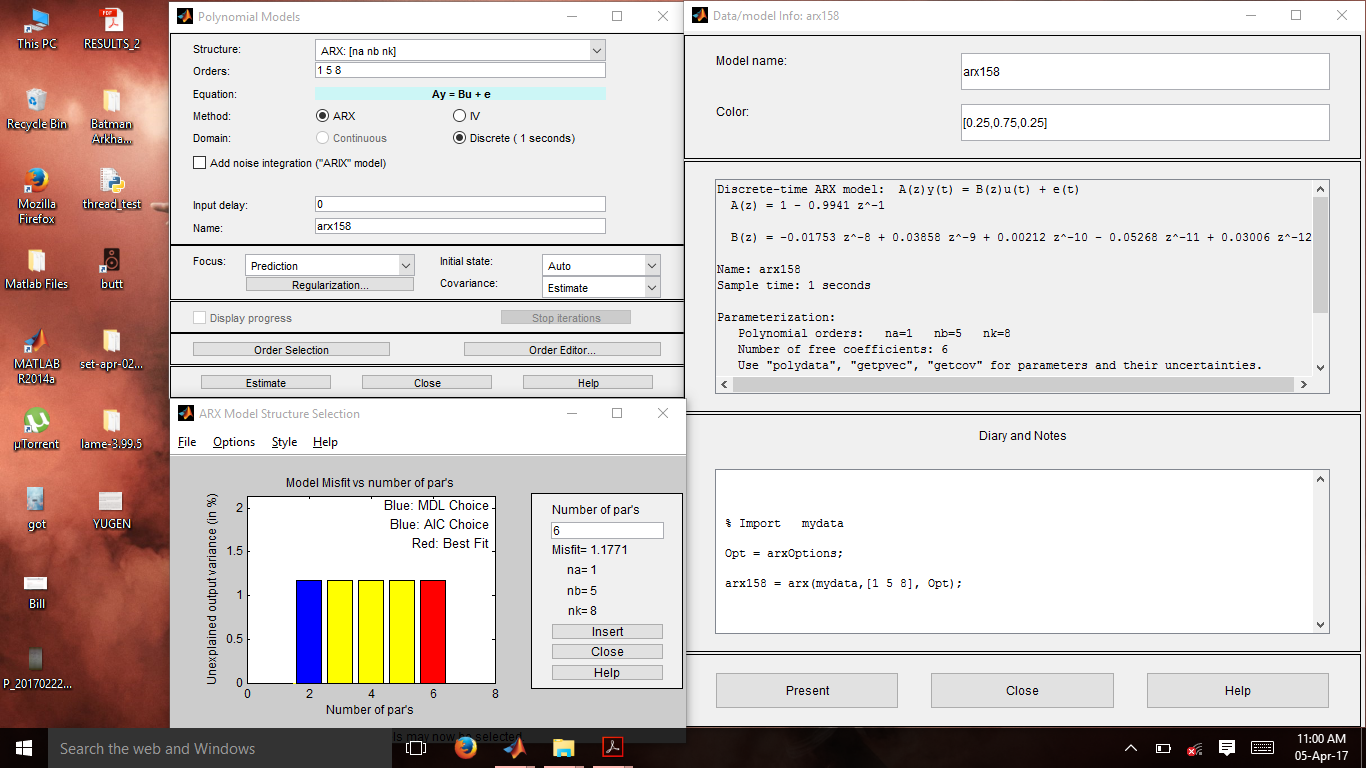 This PC
RESULTS_2
Recycle Bin
Batman Arkha...
Mozilla Firefox
thread_test
Matlab Files
butt
MATLAB R2014a
set-apr-02...
µTorrent
lame-3.99.5
got
YUGEN
Bill
P_20170222...
Polynomial Models
Structure: ARX: [na nb nk]
Orders: 1 5 8
Equation: Ay = Bu + e
Method: ARX IV
Domain: Continuous Discrete ( 1 seconds)
Add noise integration ("ARIX" model)
Input delay: 0
Name: arx158
Focus: Prediction Initial state: Auto
Regularization... Covariance: Estimate
Display progress Stop iterations
Order Selection Order Editor...
Estimate Close Help
Data/model Info: arx158
Model name: arx158
Color: [0.25,0.75,0.25]
Discrete-time ARX model: A(z)y(t) = B(z)u(t) + e(t)
A(z) = 1 - 0.9941 z^-1
B(z) = -0.01753 z^-8 + 0.03858 z^-9 + 0.00212 z^-10 - 0.05268 z^-11 + 0.03006 z^-12
Name: arx158
Sample time: 1 seconds
Parameterization:
Polynomial orders: na=1 nb=5 nk=8
Number of free coefficients: 6
Use "polydata", "getpvec", "getcov" for parameters and their uncertainties.
Diary and Notes
% Import mydata
Opt = arxOptions;
arx158 = arx(mydata,[1 5 8], Opt);
Present Close Help
ARX Model Structure Selection
File Options Style Help
Model Misfit vs number of par's
Blue: MDL Choice
Blue: AIC Choice
Red: Best Fit
Unexplained output variance (in %)
2
1.5
1
0.5
0
0 2 4 6 8
Number of par's
Number of par's
6
Misfit= 1.1771
na= 1
nb= 5
nk= 8
Insert
Close
Help
ls may now be selected
Search the web and Windows
11:00 AM
05-Apr-17